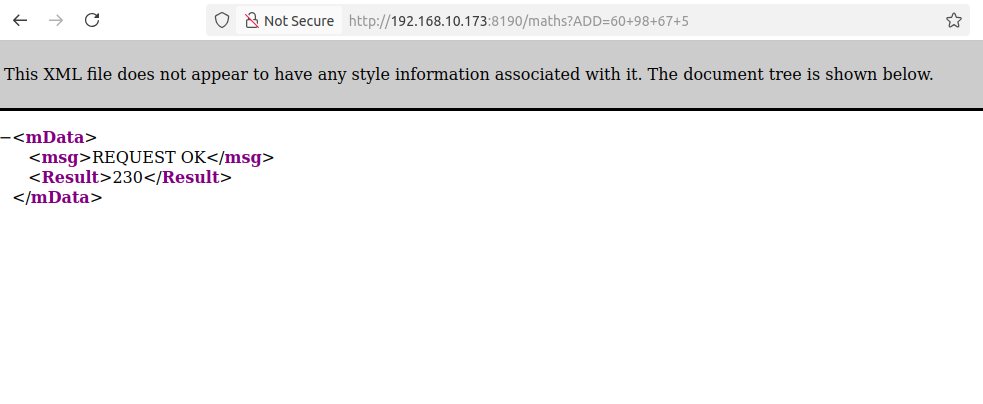 Not Secure http://192.168.10.173:8190/maths?ADD=60+98+67+5
This XML file does not appear to have any style information associated with it. The document tree is shown below.
−<mData>
<msg>REQUEST OK</msg>
<Result>230</Result>
</mData>